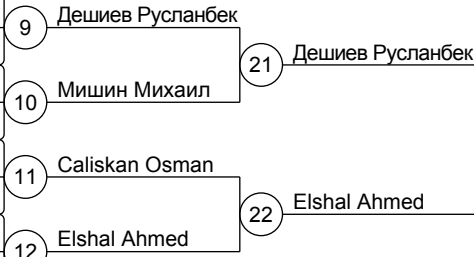 9 Дешиев Русланбек
21 Дешиев Русланбек
10 Мишин Михаил
11 Caliskan Osman
22 Elshal Ahmed
12 Elshal Ahmed